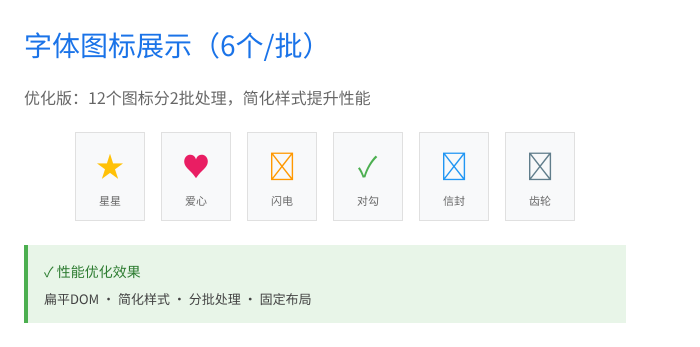 字体图标展示（6个/批）
优化版：12个图标分2批处理，简化样式提升性能
★ ♥ ✓
星星 爱心 闪电 对勾 信封 齿轮
✓ 性能优化效果
扁平DOM • 简化样式 • 分批处理 • 固定布局